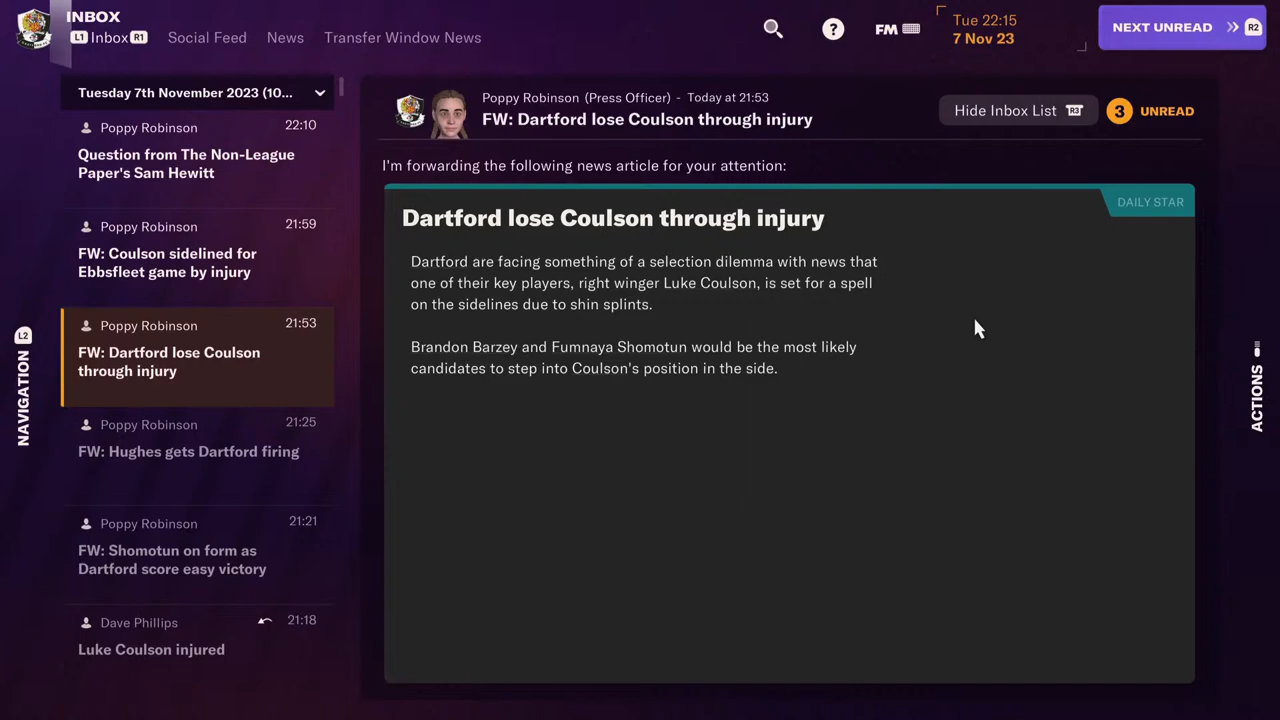 INBOX
L1 Inbox R1 Social Feed News Transfer Window News
FM
Tue 22:15
7 Nov 23
NEXT UNREAD R2
Tuesday 7th November 2023 (10...
Poppy Robinson 22:10
Question from The Non-League
Paper's Sam Hewitt
Poppy Robinson 21:59
FW: Coulson sidelined for
Ebbsfleet game by injury
Poppy Robinson 21:53
FW: Dartford lose Coulson
through injury
Poppy Robinson 21:25
FW: Hughes gets Dartford firing
Poppy Robinson 21:21
FW: Shomotun on form as
Dartford score easy victory
Dave Phillips 21:18
Luke Coulson injured
L2
NAVIGATION
Poppy Robinson (Press Officer) - Today at 21:53
FW: Dartford lose Coulson through injury
Hide Inbox List R3
3 UNREAD
I'm forwarding the following news article for your attention:
DAILY STAR
Dartford lose Coulson through injury
Dartford are facing something of a selection dilemma with news that
one of their key players, right winger Luke Coulson, is set for a spell
on the sidelines due to shin splints.
Brandon Barzey and Fumnaya Shomotun would be the most likely
candidates to step into Coulson's position in the side.
ACTIONS